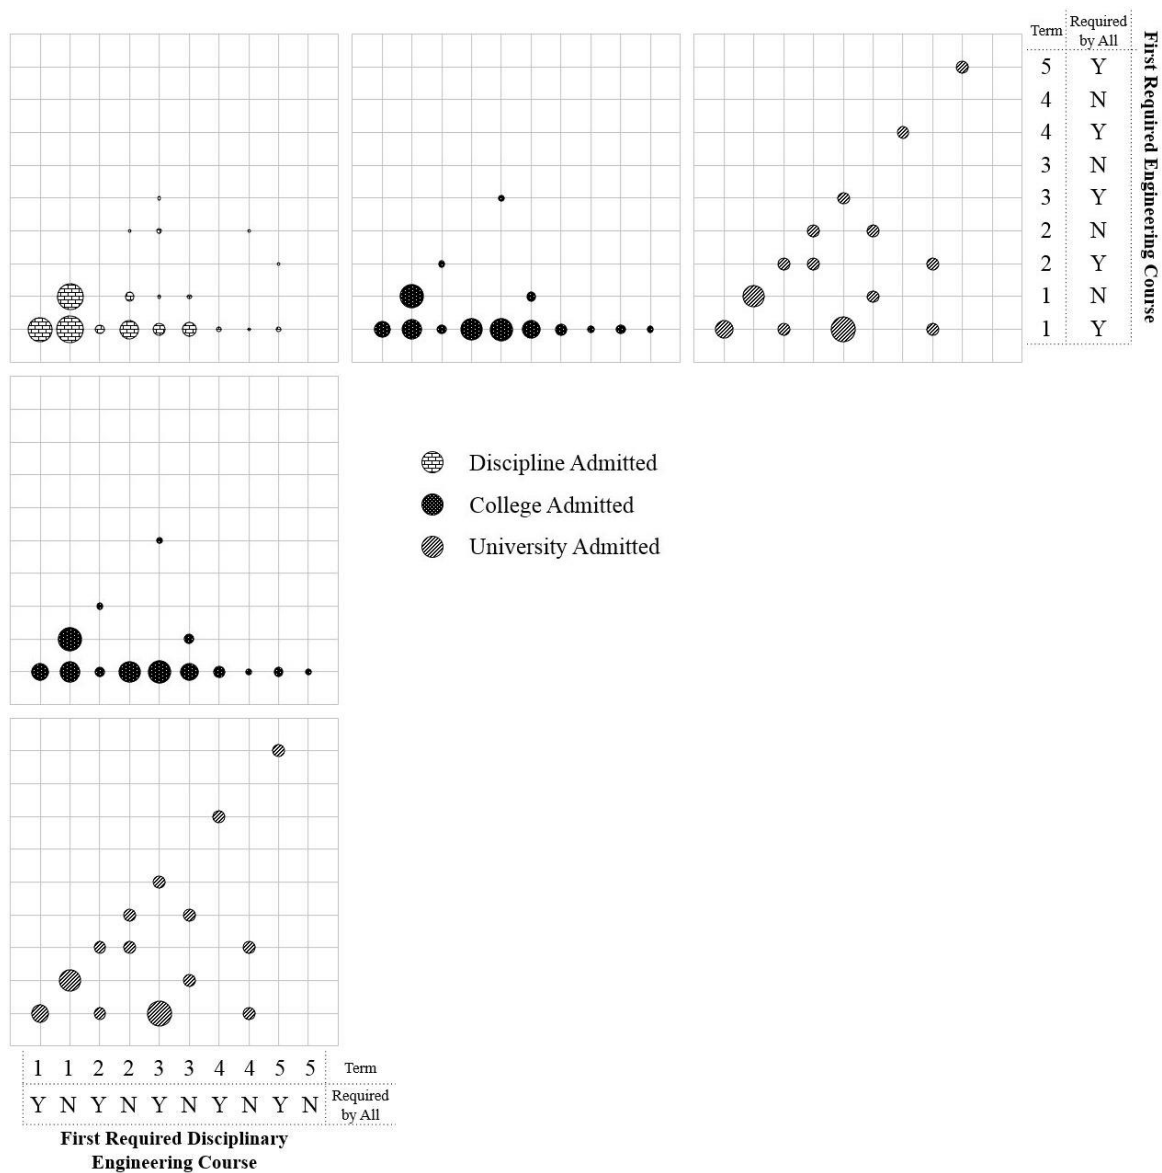 Term Required
by All
5 Y
4 N
4 Y
3 N
3 Y
2 N
2 Y
1 N
1 Y
First Required Engineering Course
Discipline Admitted
College Admitted
University Admitted
1 1 2 2 3 3 4 4 5 5 Term
Y N Y N Y N Y N Y N Required
by All
First Required Disciplinary
Engineering Course